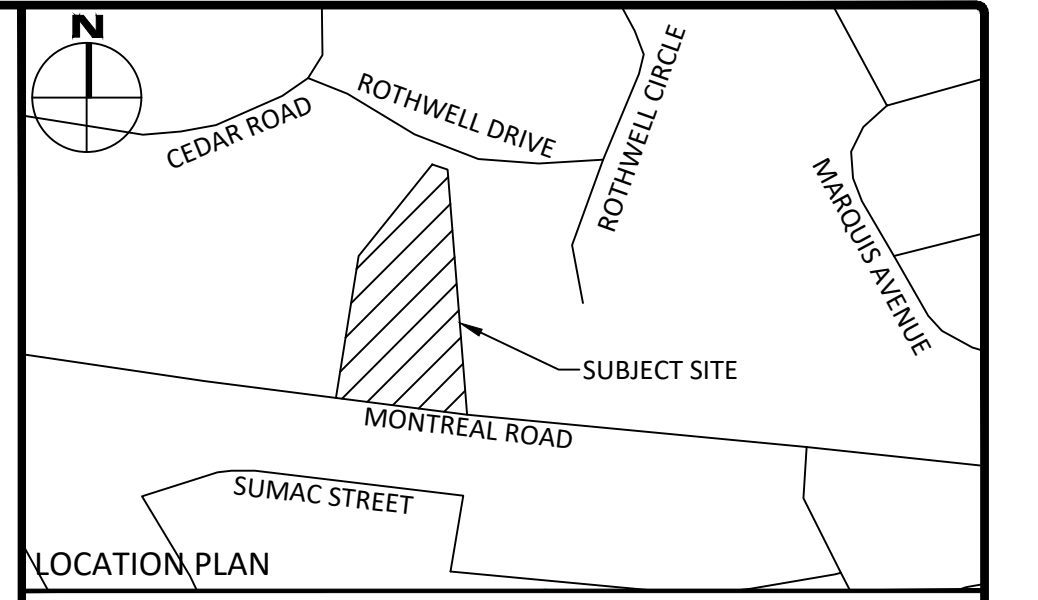 N
CEDAR ROAD
ROTHWELL DRIVE
ROTHWELL CIRCLE
MARQUIS AVENUE
SUBJECT SITE
MONTREAL ROAD
SUMAC STREET
LOCATION PLAN